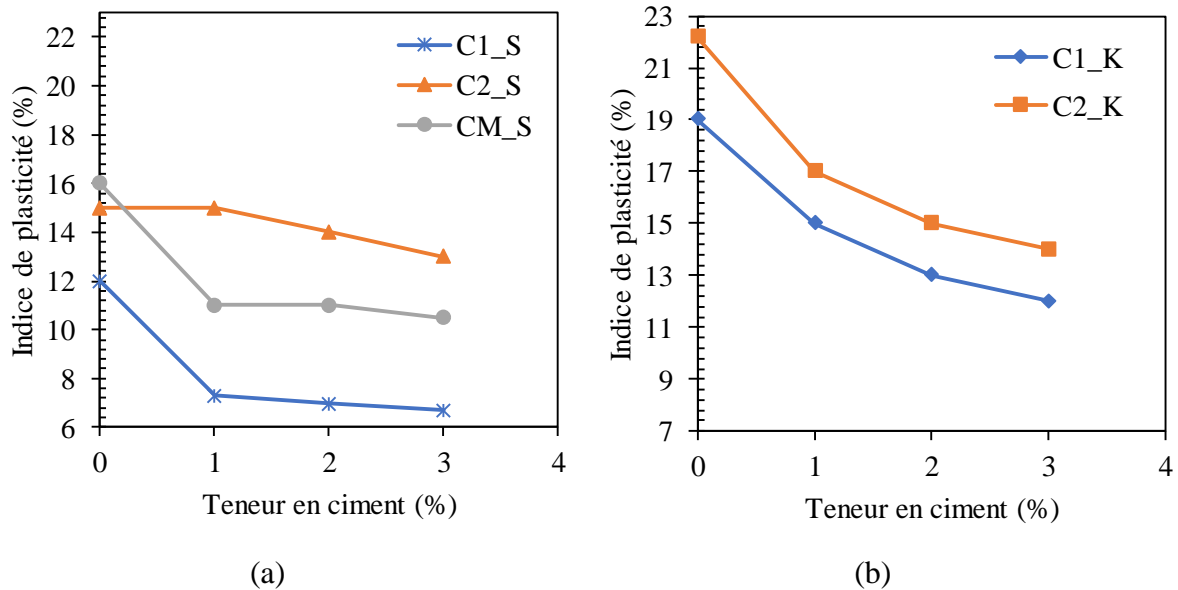 22
20
18
16
14
12
10
8
6
Indice de plasticité (%)
C1_S
C2_S
CM_S
0 1 2 3 4
Teneur en ciment (%)
(a)
23
21
19
17
15
13
11
9
7
Indice de plasticité (%)
C1_K
C2_K
0 1 2 3 4
Teneur en ciment (%)
(b)